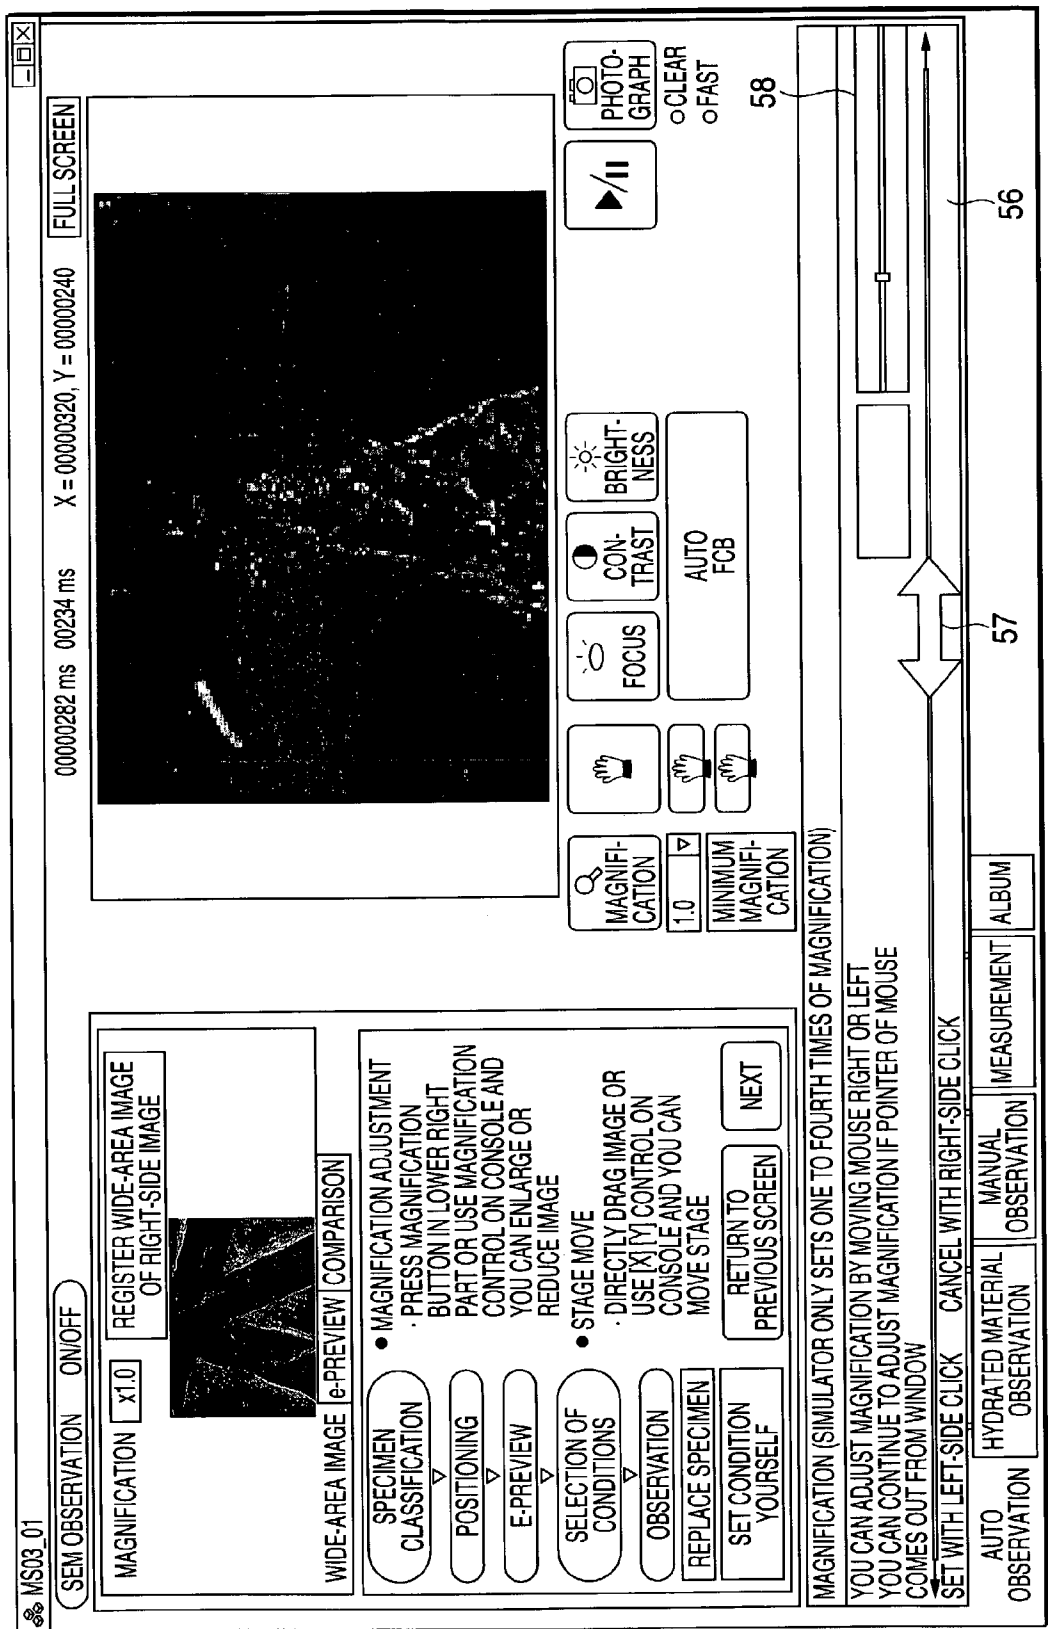 MS03_01
SEM OBSERVATION ON/OFF
MAGNIFICATION x1.0
REGISTER WIDE-AREA IMAGE
OF RIGHT-SIDE IMAGE
WIDE-AREA IMAGE e-PREVIEW COMPARISON
SPECIMEN
CLASSIFICATION
POSITIONING
E-PREVIEW
SELECTION OF
CONDITIONS
OBSERVATION
REPLACE SPECIMEN
SET CONDITION
YOURSELF
● MAGNIFICATION ADJUSTMENT
· PRESS MAGNIFICATION
BUTTON IN LOWER RIGHT
PART OR USE MAGNIFICATION
CONTROL ON CONSOLE AND
YOU CAN ENLARGE OR
REDUCE IMAGE
● STAGE MOVE
· DIRECTLY DRAG IMAGE OR
USE [X] [Y] CONTROL ON
CONSOLE AND YOU CAN
MOVE STAGE
RETURN TO
PREVIOUS SCREEN
NEXT
00000282 ms 00234 ms X = 00000320, Y = 00000240 FULL SCREEN
MAGNIFI-
CATION
1.0
MINIMUM
MAGNIFI-
CATION
FOCUS
CON-
TRAST
BRIGHT-
NESS
AUTO
FCB
PHOTO-
GRAPH
CLEAR
FAST
MAGNIFICATION (SIMULATOR ONLY SETS ONE TO FOURTH TIMES OF MAGNIFICATION)
YOU CAN ADJUST MAGNIFICATION BY MOVING MOUSE RIGHT OR LEFT
YOU CAN CONTINUE TO ADJUST MAGNIFICATION IF POINTER OF MOUSE
COMES OUT FROM WINDOW
SET WITH LEFT-SIDE CLICK CANCEL WITH RIGHT-SIDE CLICK
58
57
56
AUTO
OBSERVATION
HYDRATED MATERIAL
OBSERVATION
MANUAL
OBSERVATION
MEASUREMENT
ALBUM